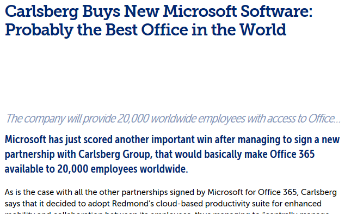 Carlsberg Buys New Microsoft Software:
Probably the Best Office in the World
The company will provide 20,000 worldwide employees with access to Office...
Microsoft has just scored another important win after managing to sign a new
partnership with Carlsberg Group, that would basically make Office 365
available to 20,000 employees worldwide.
As is the case with all the other partnerships signed by Microsoft for Office 365, Carlsberg
says that it decided to adopt Redmond's cloud-based productivity suite for enhanced
mobility and collaboration between its employees, thus managing to "centrally manage